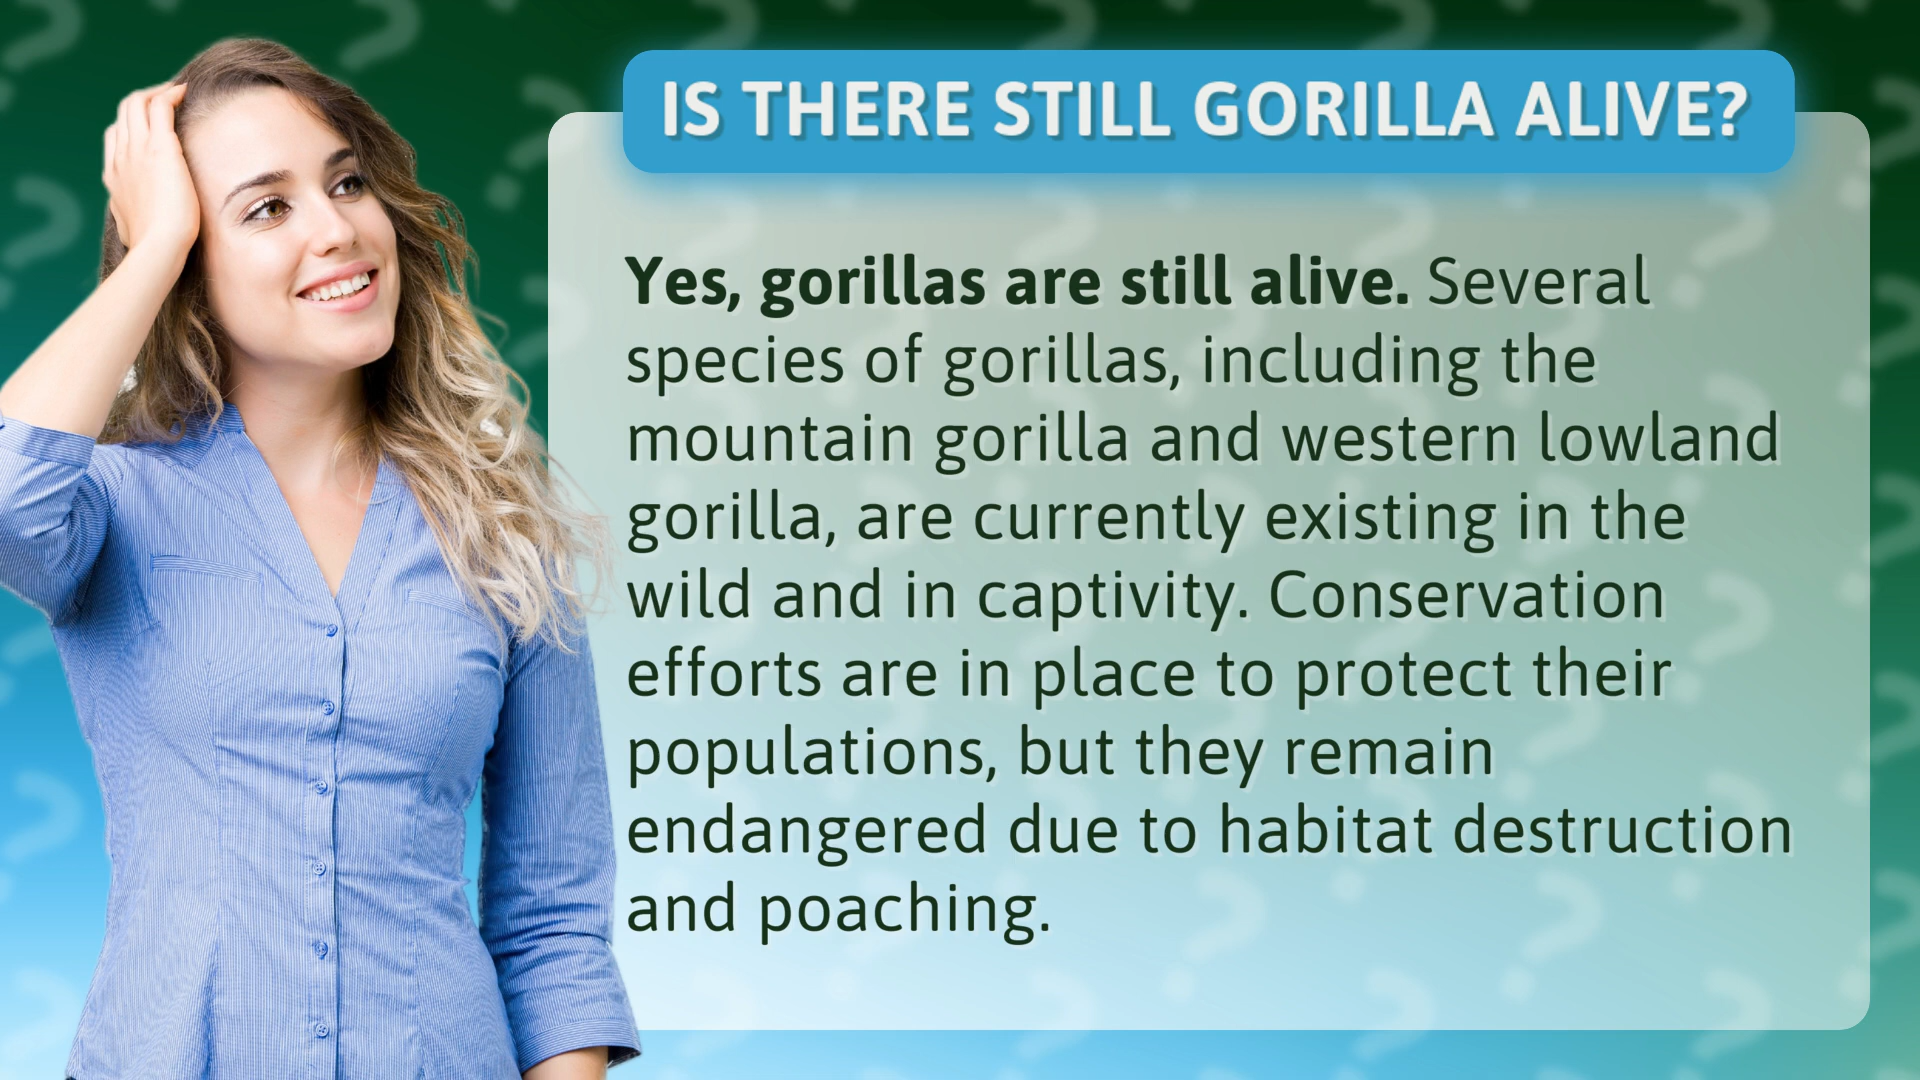 IS THERE STILL GORILLA ALIVE?
Yes, gorillas are still alive. Several
species of gorillas, including the
mountain gorilla and western lowland
gorilla, are currently existing in the
wild and in captivity. Conservation
efforts are in place to protect their
populations, but they remain
endangered due to habitat destruction
and poaching.